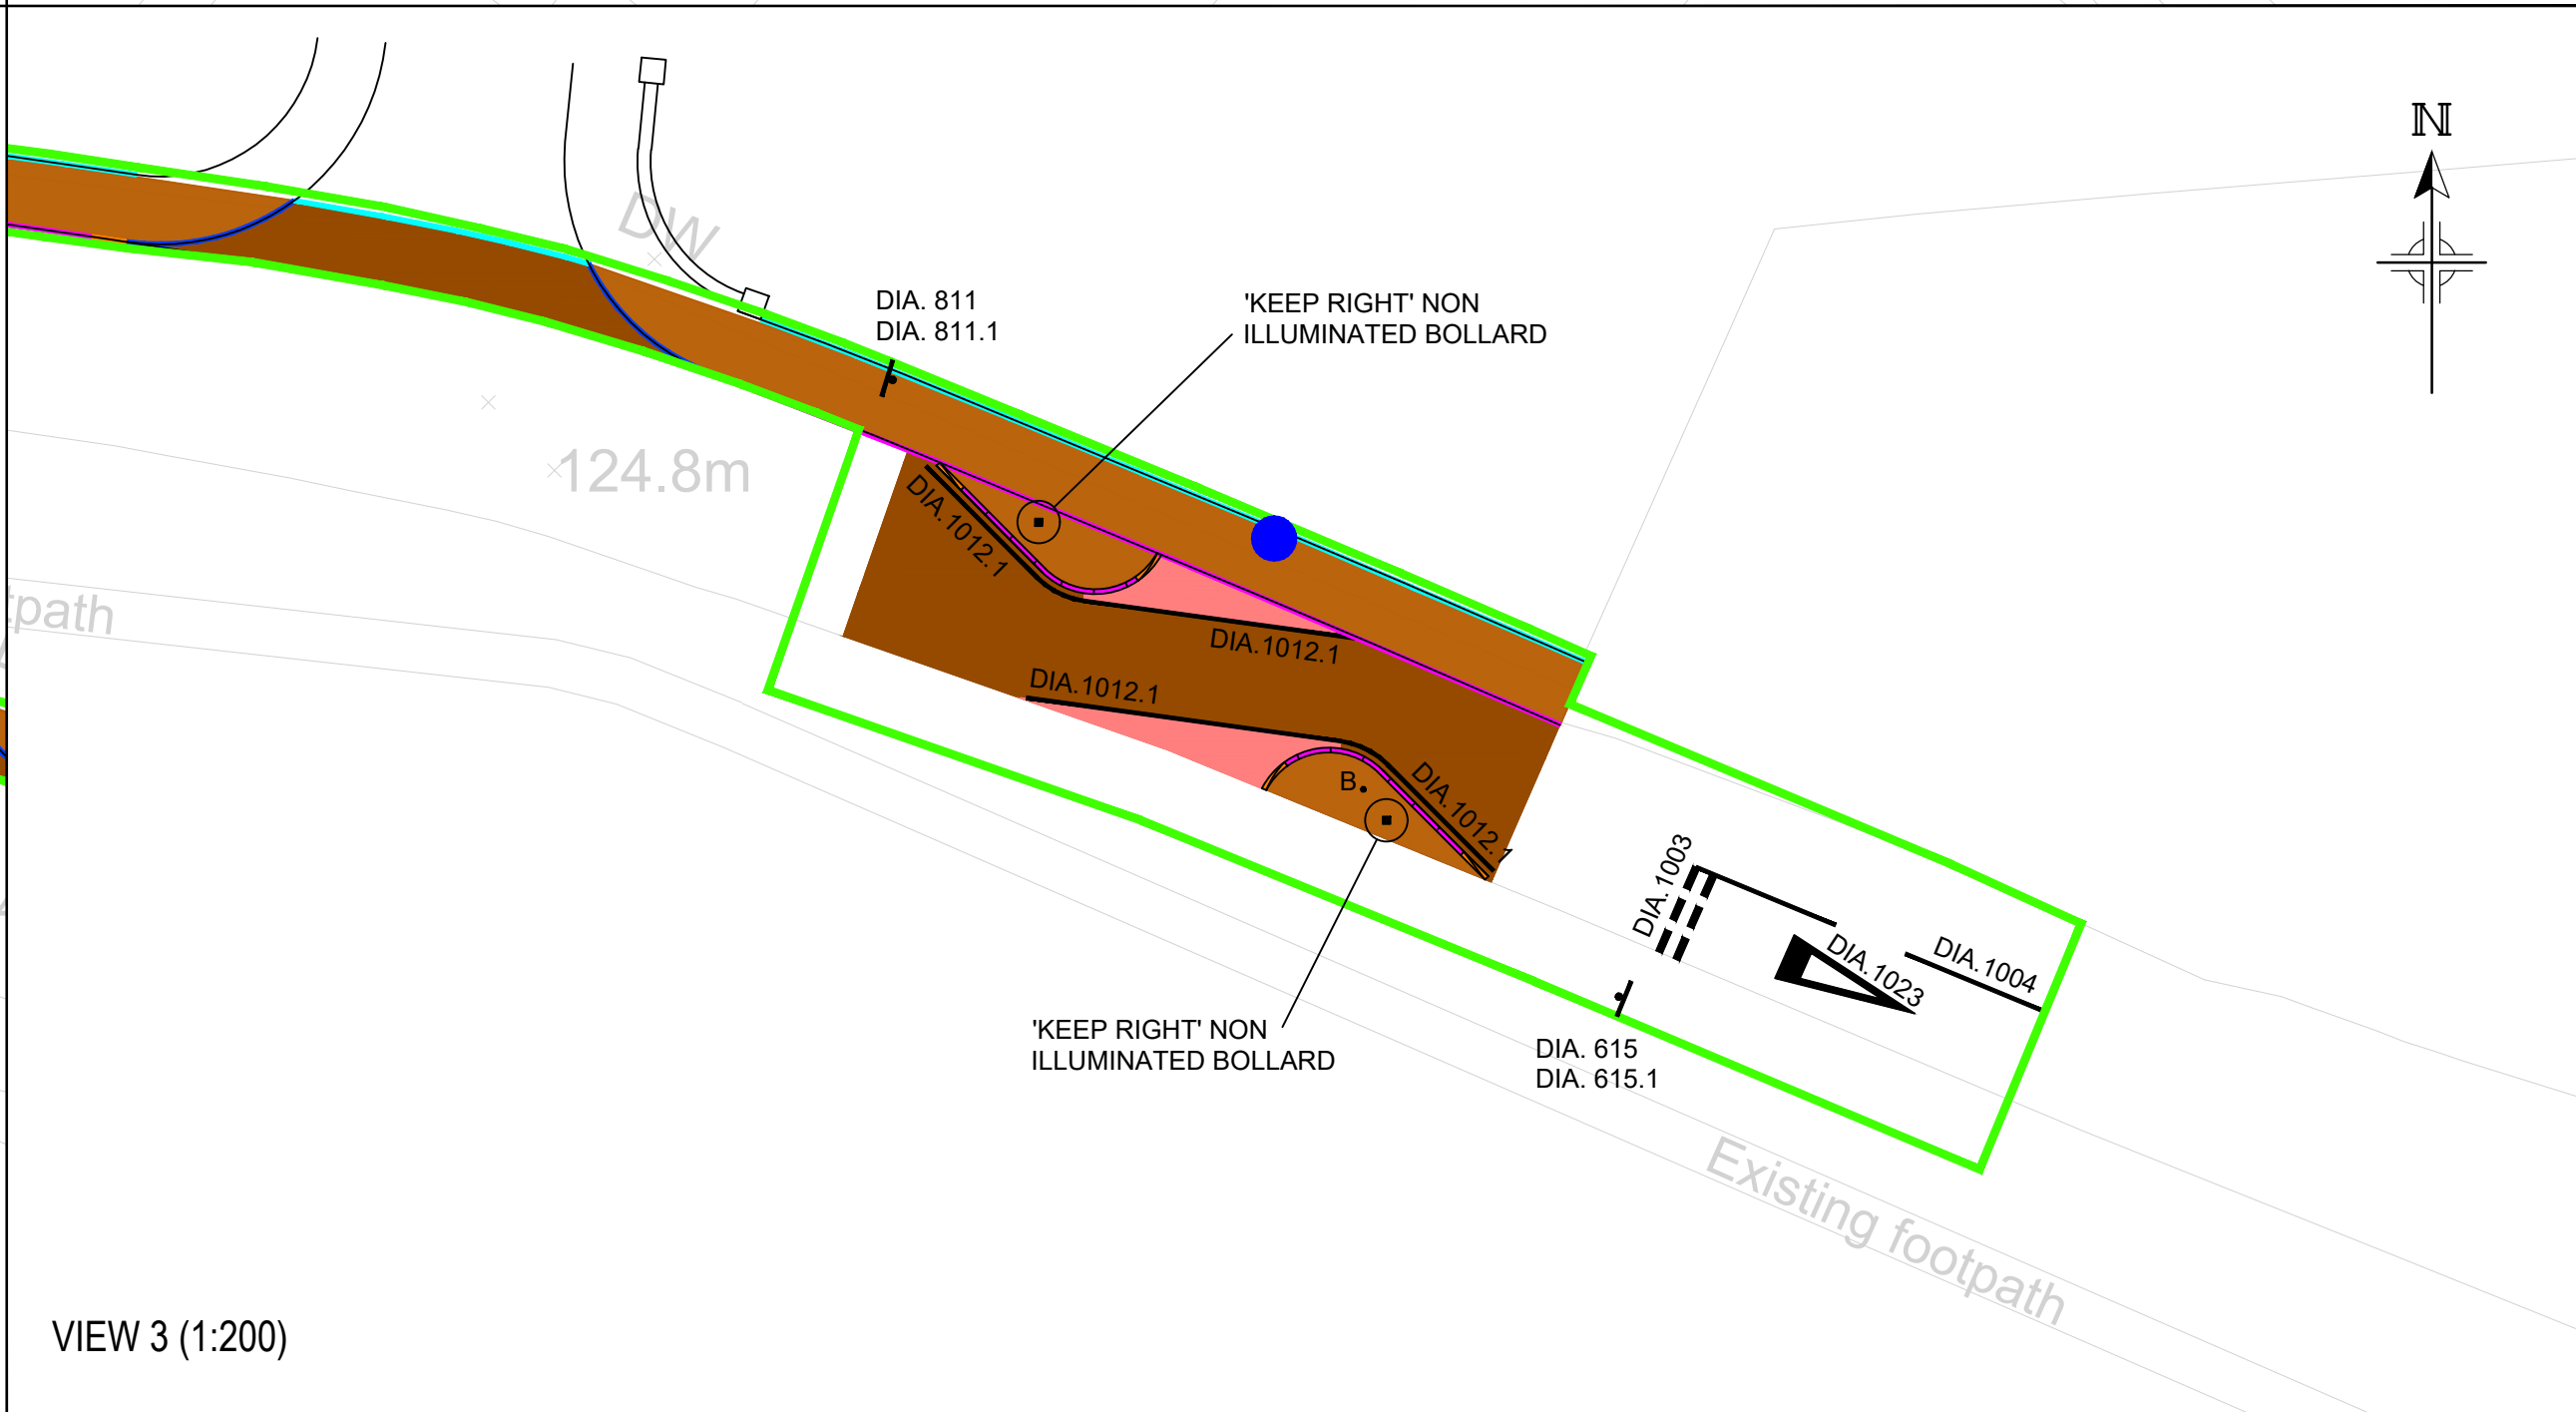 N
DW
DIA. 811
DIA. 811.1
'KEEP RIGHT' NON
ILLUMINATED BOLLARD
124.8m
DIA.1012.1
tpath
DIA.1012.1
DIA.1012.1
B
DIA.1012.1
DIA.1003
DIA.1023
DIA.1004
'KEEP RIGHT' NON
ILLUMINATED BOLLARD
DIA. 615
DIA. 615.1
Existing footpath
VIEW 3 (1:200)